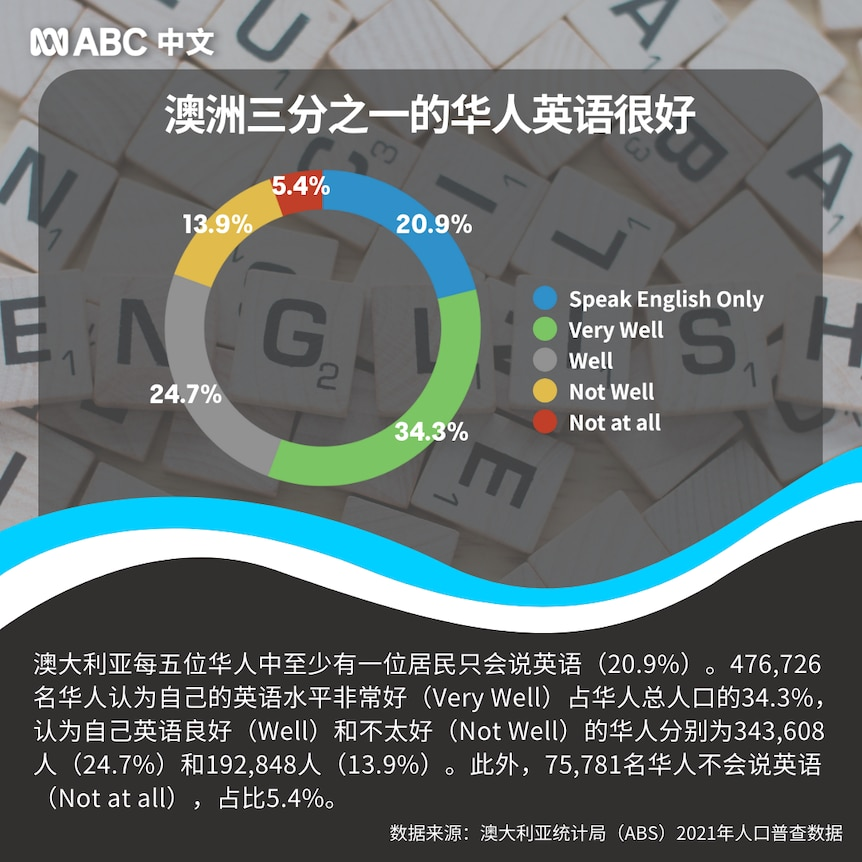 ABC 中文
澳洲三分之一的华人英语很好
5.4%
13.9%
20.9%
24.7%
34.3%
Speak English Only
Very Well
Well
Not Well
Not at all
澳大利亚每五位华人中至少有一位居民只会说英语（20.9%）。476,726
名华人认为自己的英语水平非常好（Very Well）占华人总人口的34.3%，
认为自己英语良好（Well）和不太好（Not Well）的华人分别为343,608
人（24.7%）和192,848人（13.9%）。此外，75,781名华人不会说英语
（Not at all），占比5.4%。
数据来源：澳大利亚统计局（ABS）2021年人口普查数据